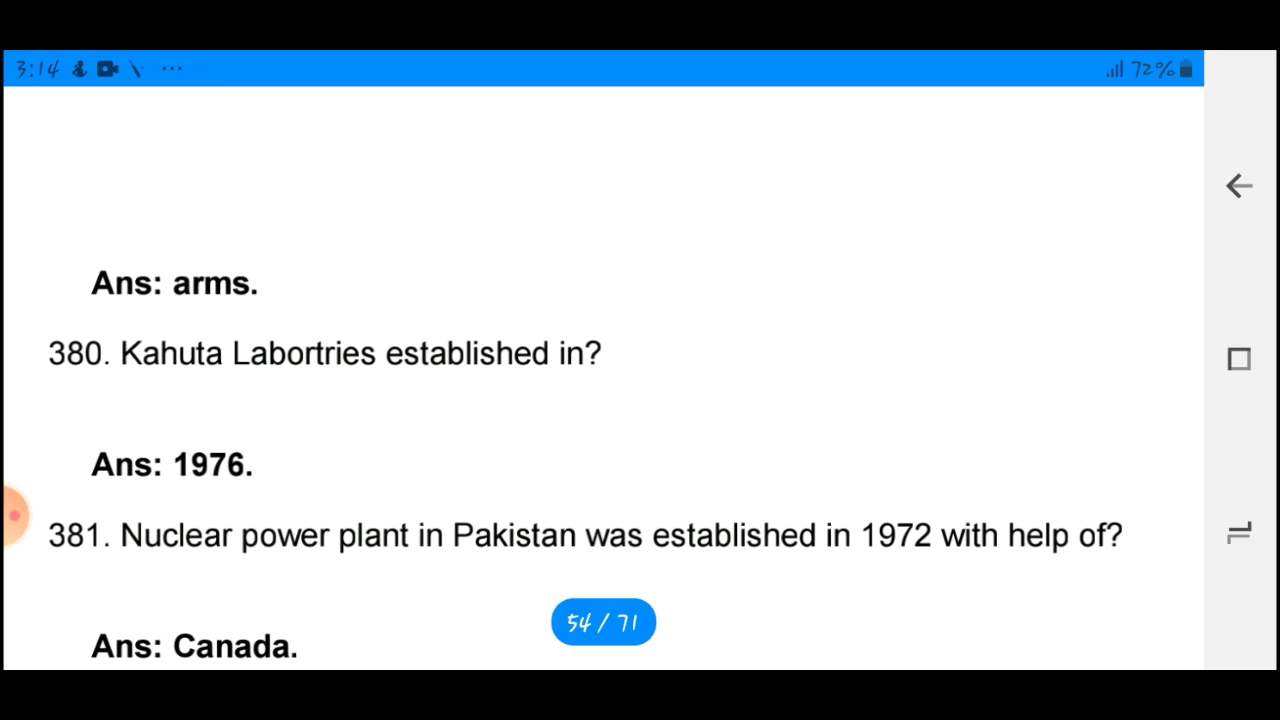 3:14 72%
Ans: arms.
380. Kahuta Labortries established in?
Ans: 1976.
381. Nuclear power plant in Pakistan was established in 1972 with help of?
54 / 71
Ans: Canada.